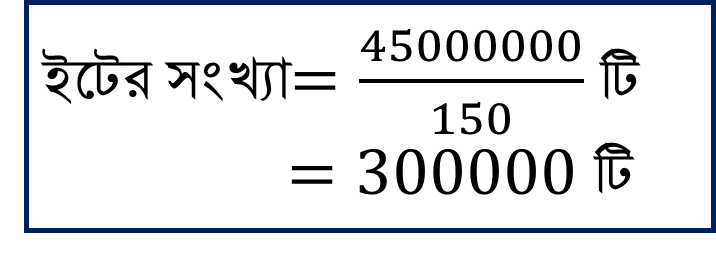 ইটের সংখ্যা= 45000000/150 টি
= 300000 টি